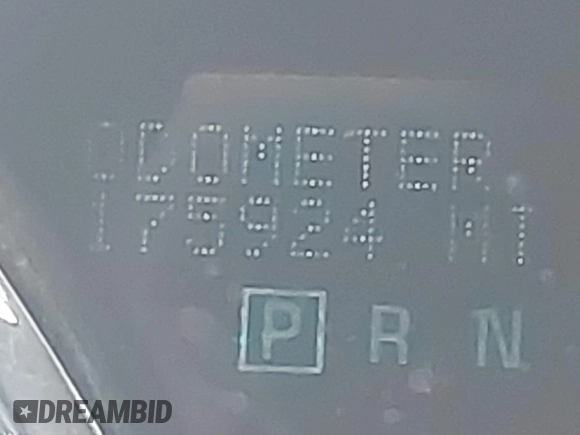 ODOMETER
175924 MI
P R N
DREAMBID